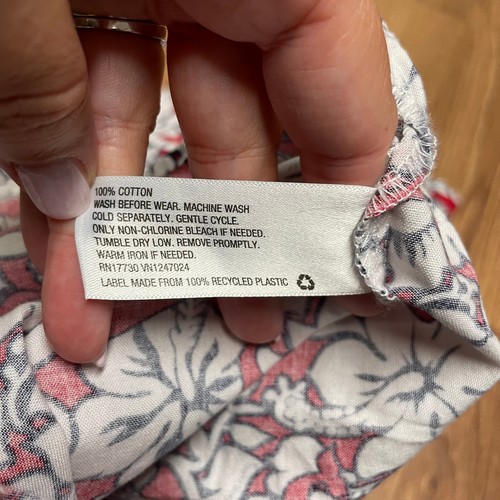 100% COTTON
WASH BEFORE WEAR. MACHINE WASH
COLD SEPARATELY. GENTLE CYCLE.
ONLY NON-CHLORINE BLEACH IF NEEDED.
TUMBLE DRY LOW. REMOVE PROMPTLY.
WARM IRON IF NEEDED.
RN17730 VN1247024
LABEL MADE FROM 100% RECYCLED PLASTIC